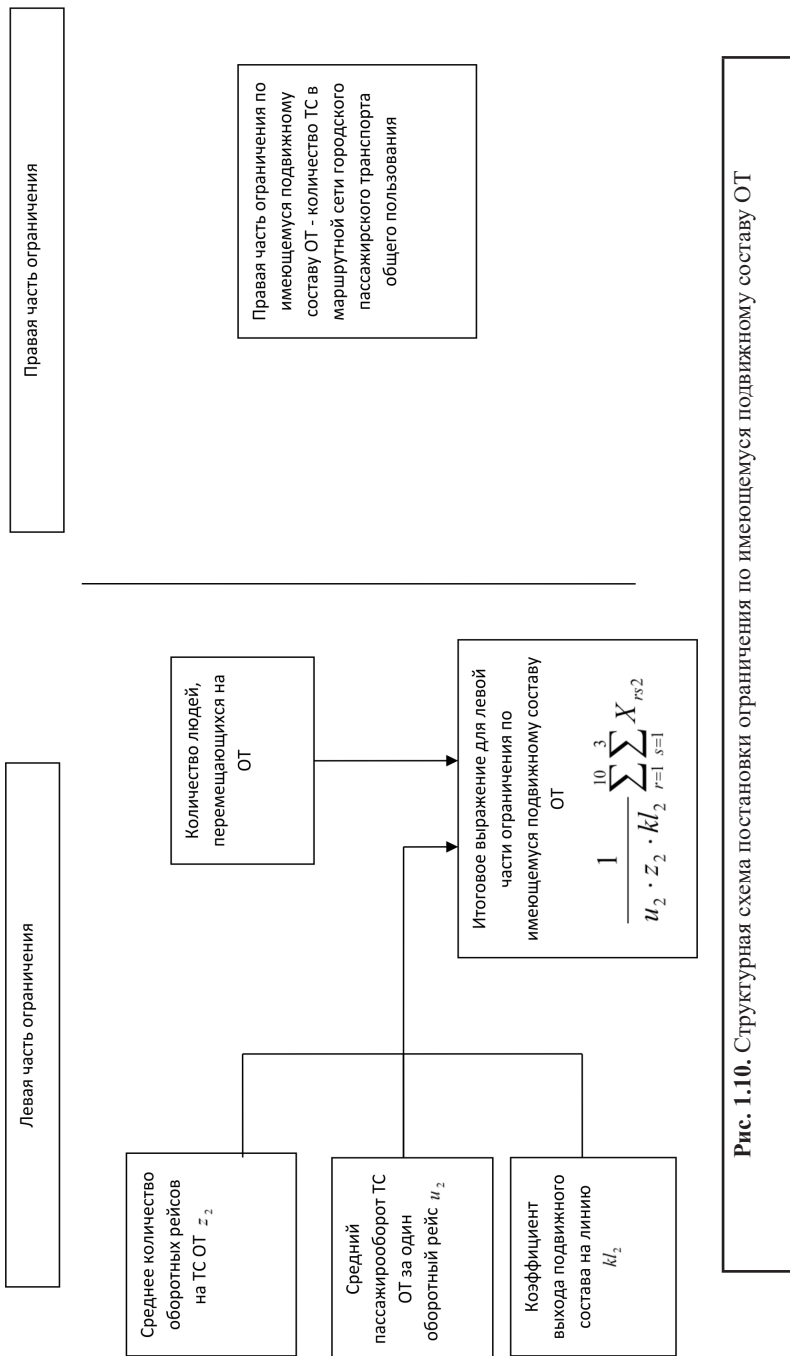 Левая часть ограничения
Правая часть ограничения
Среднее количество
оборотных рейсов
на ТС ОТ z₂
Средний
пассажирооборот ТС
ОТ за один
оборотный рейс u₂
Коэффициент
выхода подвижного
состава на линию
kl₂
Количество людей,
перемещающихся на
ОТ
Итоговое выражение для левой
части ограничения по
имеющемуся подвижному составу
ОТ
1
u₂ · z₂ · kl₂
10 3
∑ ∑ X rs2
r=1 s=1
Правая часть ограничения по
имеющемуся подвижному
составу ОТ - количество ТС в
маршрутной сети городского
пассажирского транспорта
общего пользования
Рис. 1.10. Структурная схема постановки ограничения по имеющемуся подвижному составу ОТ